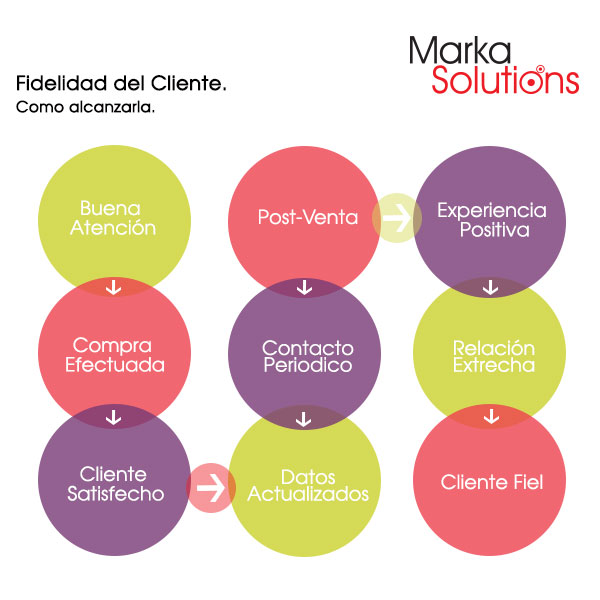 Marka
Solutions
Fidelidad del Cliente.
Como alcanzarla.
Buena
Atención
Compra
Efectuada
Cliente
Satisfecho
Post-Venta
Contacto
Periodico
Datos
Actualizados
Experiencia
Positiva
Relación
Extrecha
Cliente Fiel